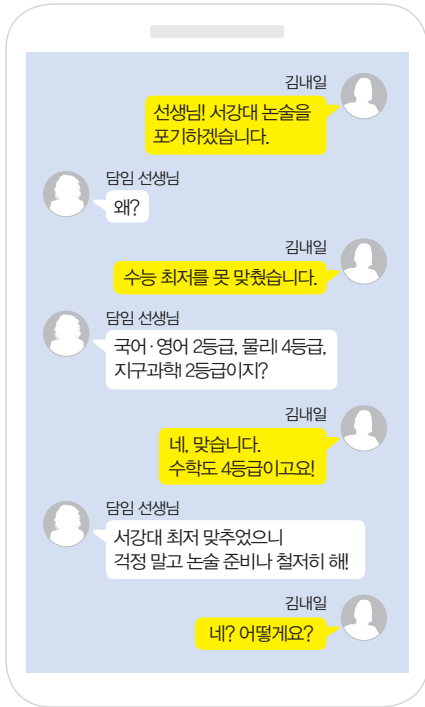 김내일
선생님! 서강대 논술을
포기하겠습니다.
담임 선생님
왜?
김내일
수능 최저를 못 맞췄습니다.
담임 선생님
국어·영어 2등급, 물리Ⅰ 4등급,
지구과학Ⅰ 2등급이지?
김내일
네, 맞습니다.
수학도 4등급이고요!
담임 선생님
서강대 최저 맞추었으니
걱정 말고 논술 준비나 철저히 해!
김내일
네? 어떻게요?